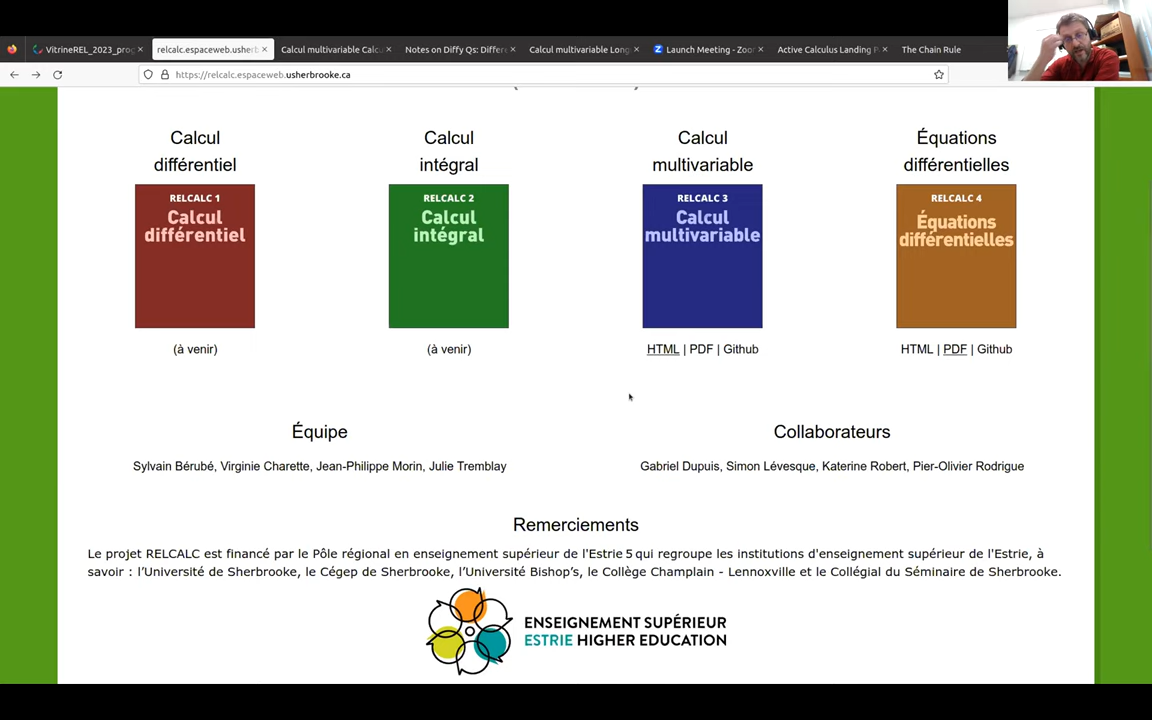 VitrineREL_2023_prog
relcalc.espaceweb.usherb
Calcul multivariable Calcu
Notes on Diffy Qs: Differe
Calcul multivariable Long
Launch Meeting - Zoom
Active Calculus Landing P
The Chain Rule
https://relcalc.espaceweb.usherbrooke.ca
Calcul
différentiel
Calcul
intégral
Calcul
multivariable
Équations
différentielles
RELCALC 1
Calcul
différentiel
RELCALC 2
Calcul
intégral
RELCALC 3
Calcul
multivariable
RELCALC 4
Équations
différentielles
(à venir)
(à venir)
HTML | PDF | Github
HTML | PDF | Github
Équipe
Collaborateurs
Sylvain Bérubé, Virginie Charette, Jean-Philippe Morin, Julie Tremblay
Gabriel Dupuis, Simon Lévesque, Katerine Robert, Pier-Olivier Rodrigue
Remerciements
Le projet RELCALC est financé par le Pôle régional en enseignement supérieur de l'Estrie 5 qui regroupe les institutions d'enseignement supérieur de l'Estrie, à
savoir : l'Université de Sherbrooke, le Cégep de Sherbrooke, l'Université Bishop's, le Collège Champlain - Lennoxville et le Collégial du Séminaire de Sherbrooke.
ENSEIGNEMENT SUPÉRIEUR
ESTRIE HIGHER EDUCATION